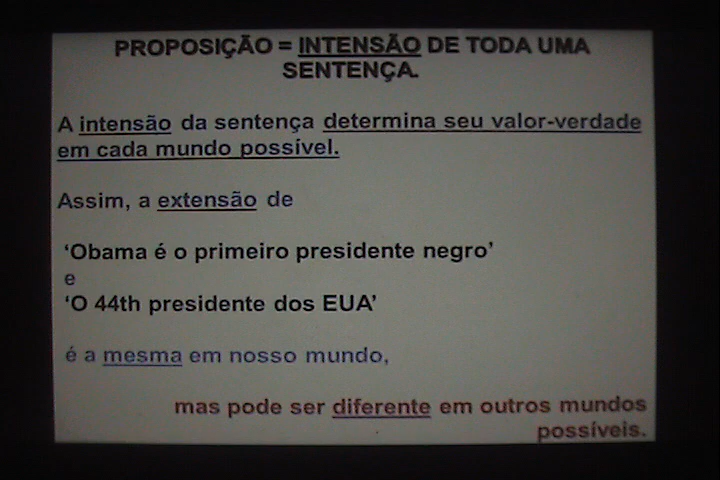 PROPOSIÇÃO = INTENSÃO DE TODA UMA
SENTENÇA.
A intensão da sentença determina seu valor-verdade
em cada mundo possível.
Assim, a extensão de
‘Obama é o primeiro presidente negro’
e
‘O 44th presidente dos EUA’
é a mesma em nosso mundo,
mas pode ser diferente em outros mundos
possíveis.